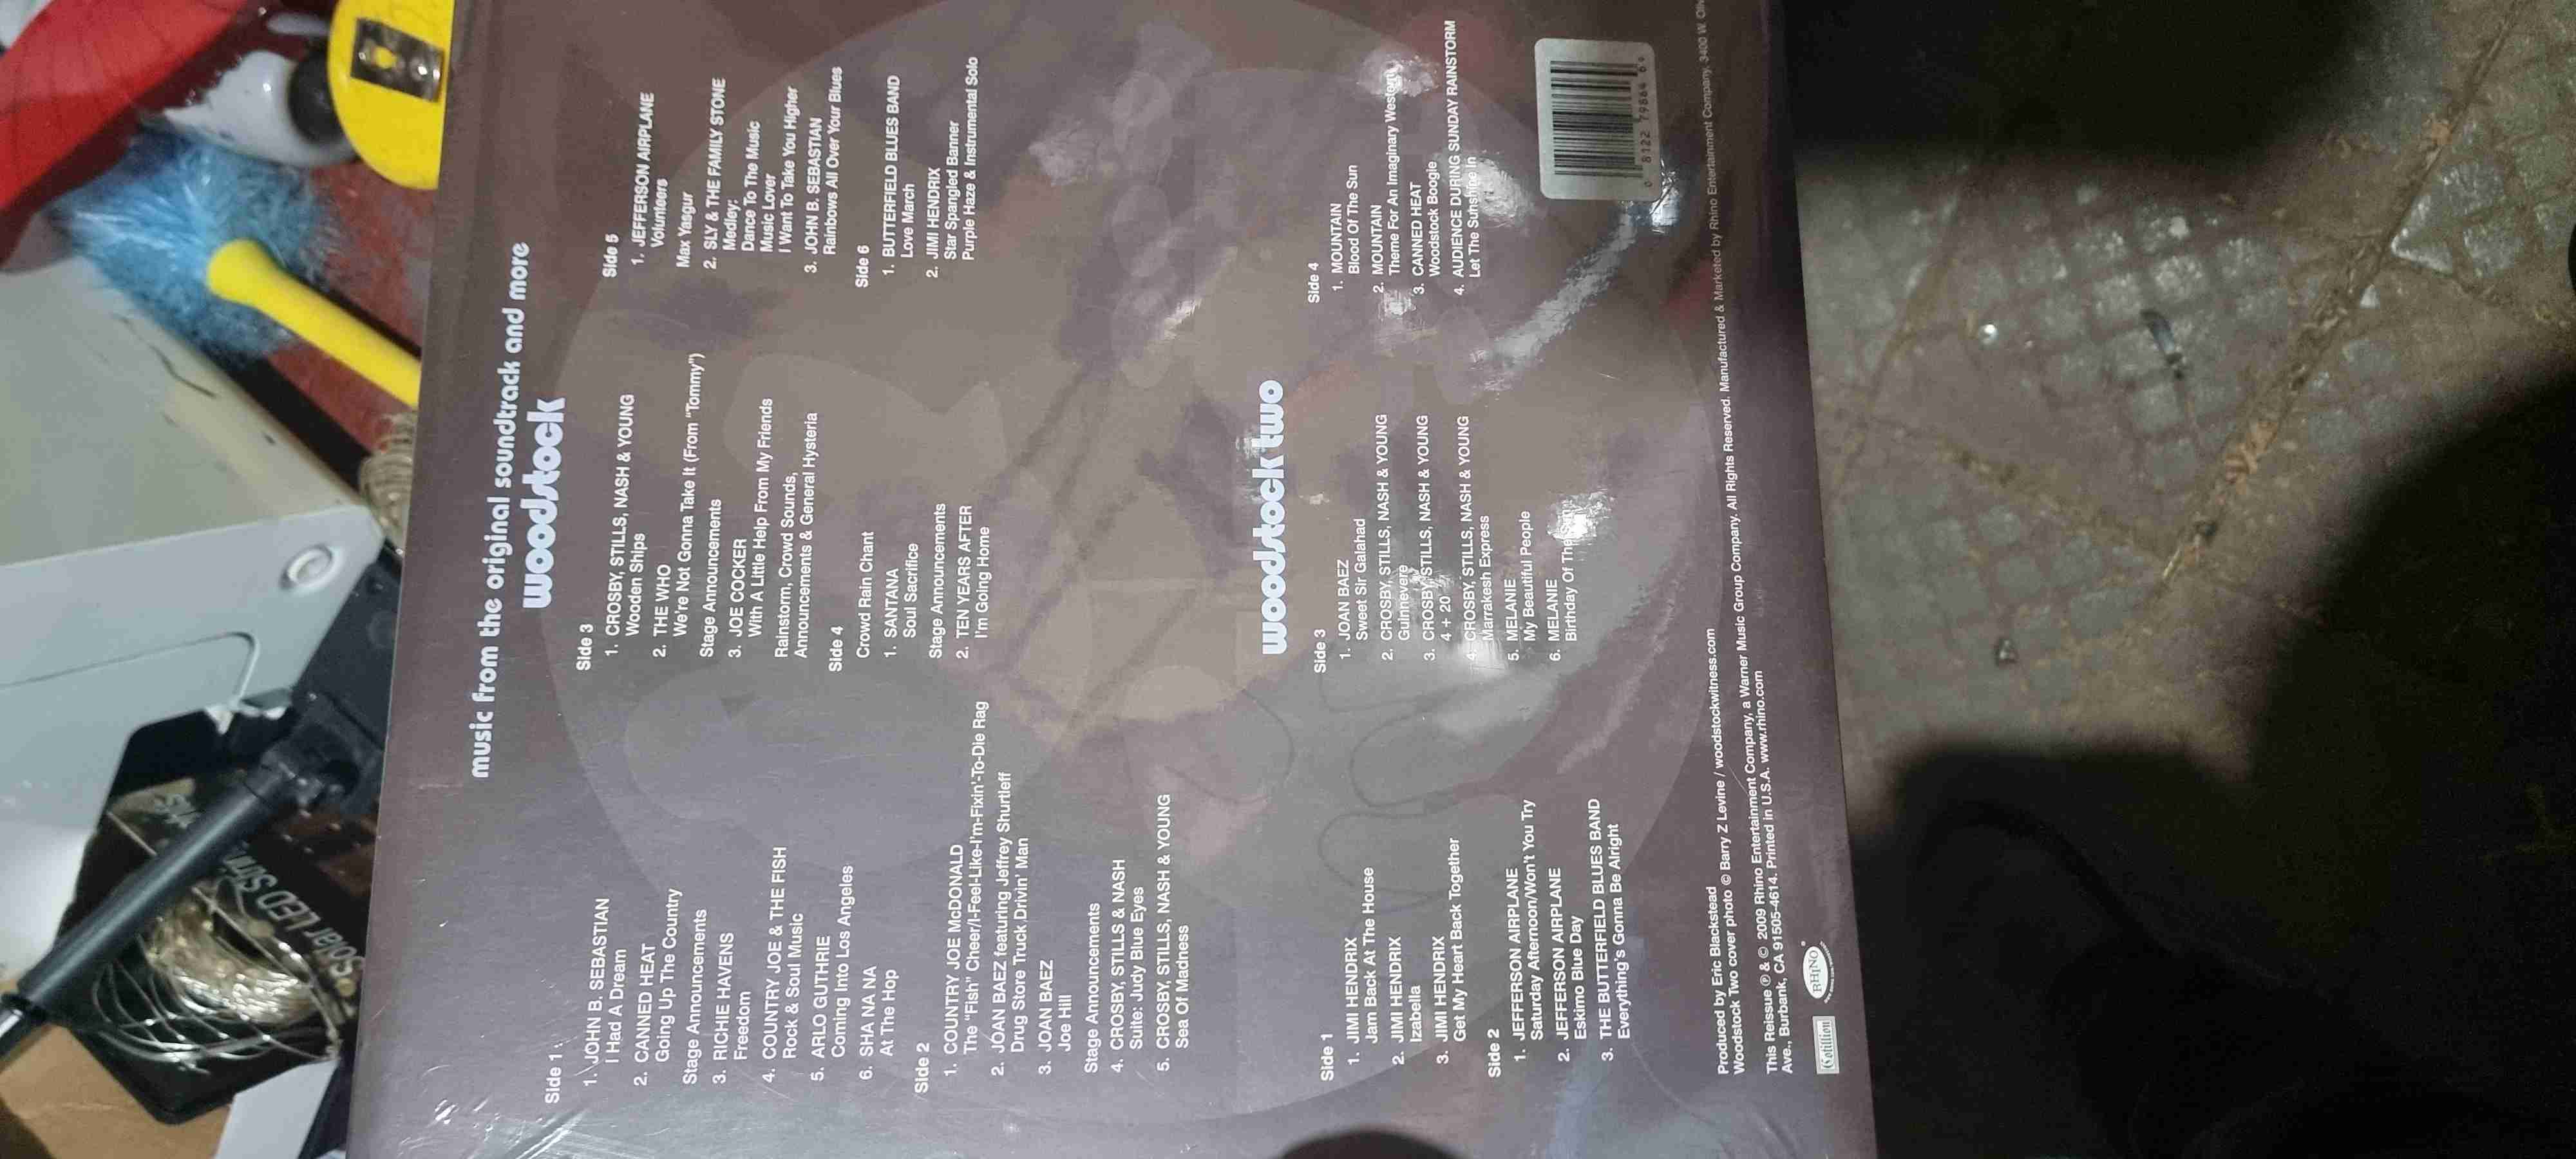 music from the original soundtrack and more
woodstock
Side 1
1. JOHN B. SEBASTIAN
I Had A Dream
2. CANNED HEAT
Going Up The Country
Stage Announcements
3. RICHIE HAVENS
Freedom
4. COUNTRY JOE & THE FISH
Rock & Soul Music
5. ARLO GUTHRIE
Coming Into Los Angeles
6. SHA NA NA
At The Hop
Side 2
1. COUNTRY JOE McDONALD
The "Fish" Cheer/I-Feel-Like-I'm-Fixin'-To-Die Rag
2. JOAN BAEZ featuring Jeffrey Shurtleff
Drug Store Truck Drivin' Man
3. JOAN BAEZ
Joe Hill
Stage Announcements
4. CROSBY, STILLS & NASH
Suite: Judy Blue Eyes
5. CROSBY, STILLS, NASH & YOUNG
Sea Of Madness
Side 3
1. CROSBY, STILLS, NASH & YOUNG
Wooden Ships
2. THE WHO
We're Not Gonna Take It (From "Tommy")
Stage Announcements
3. JOE COCKER
With A Little Help From My Friends
Rainstorm, Crowd Sounds,
Announcements & General Hysteria
Side 4
Crowd Rain Chant
1. SANTANA
Soul Sacrifice
Stage Announcements
2. TEN YEARS AFTER
I'm Going Home
Side 5
1. JEFFERSON AIRPLANE
Volunteers
Max Yasgur
2. SLY & THE FAMILY STONE
Medley:
Dance To The Music
Music Lover
I Want To Take You Higher
3. JOHN B. SEBASTIAN
Rainbows All Over Your Blues
Side 6
1. BUTTERFIELD BLUES BAND
Love March
2. JIMI HENDRIX
Star Spangled Banner
Purple Haze & Instrumental Solo
woodstock two
Side 1
1. JIMI HENDRIX
Jam Back At The House
2. JIMI HENDRIX
Izabella
3. JIMI HENDRIX
Get My Heart Back Together
Side 2
1. JEFFERSON AIRPLANE
Saturday Afternoon/Won't You Try
2. JEFFERSON AIRPLANE
Eskimo Blue Day
3. THE BUTTERFIELD BLUES BAND
Everything's Gonna Be Alright
Side 3
1. JOAN BAEZ
Sweet Sir Galahad
2. CROSBY, STILLS, NASH & YOUNG
Guinnevere
3. CROSBY, STILLS, NASH & YOUNG
4 + 20
4. CROSBY, STILLS, NASH & YOUNG
Marrakesh Express
5. MELANIE
My Beautiful People
6. MELANIE
Birthday Of The Sun
Side 4
1. MOUNTAIN
Blood Of The Sun
2. MOUNTAIN
Theme For An Imaginary Western
3. CANNED HEAT
Woodstock Boogie
4. AUDIENCE DURING SUNDAY RAINSTORM
Let The Sunshine In
0 8122 79864 6
Produced by Eric Blackstead
Woodstock Two cover photo © Barry Z Levine / woodstockwitness.com
This Reissue ℗ & © 2009 Rhino Entertainment Company, a Warner Music Group Company. All Rights Reserved. Manufactured & Marketed by Rhino Entertainment Company, 3400 W.
Ave., Burbank, CA 91505-4614. Printed in U.S.A. www.rhino.com
Cotillion
RHINO
Solar LED